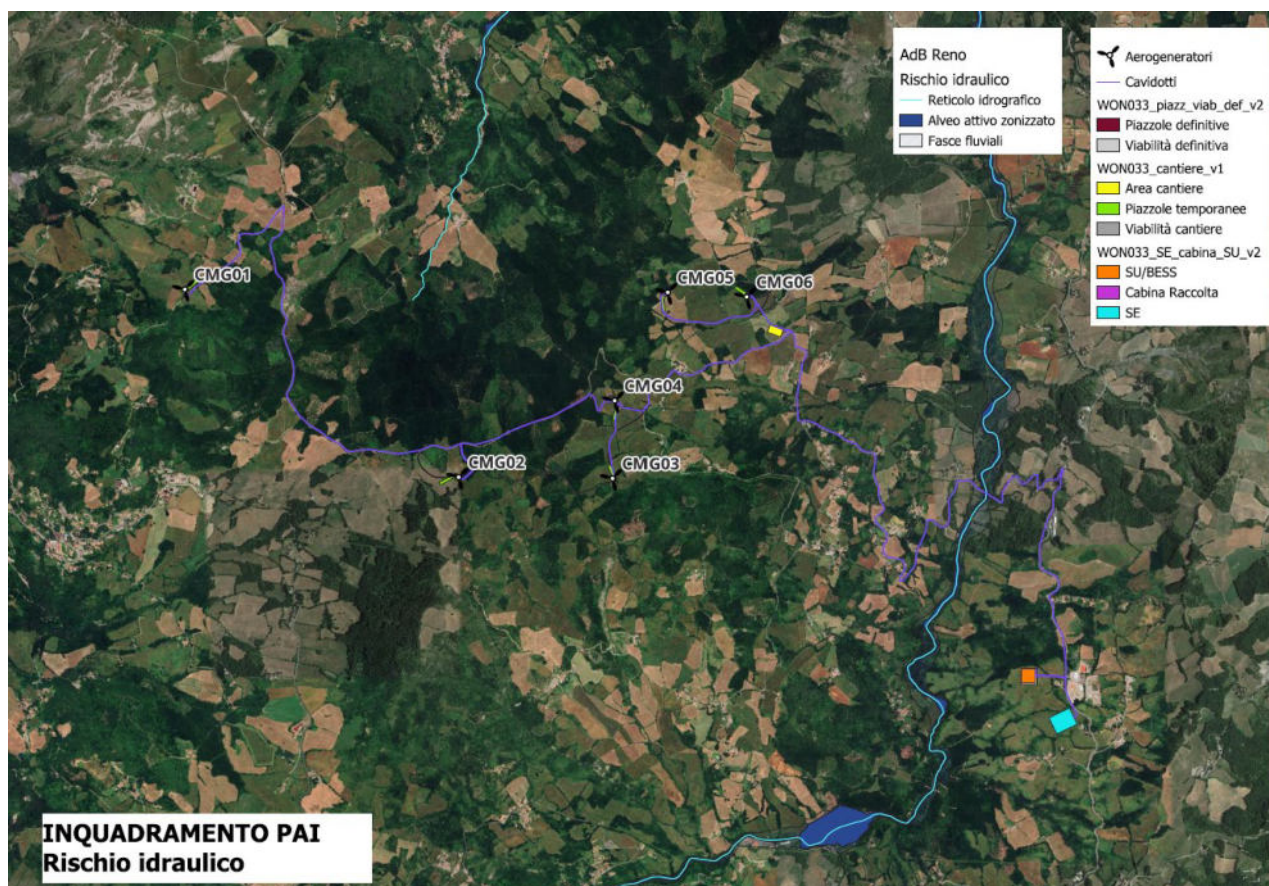 AdB Reno
Rischio idraulico
Reticolo idrografico
Alveo attivo zonizzato
Fasce fluviali
Aerogeneratori
Cavidotti
WON033_piazz_viab_def_v2
Piazzole definitive
Viabilità definitiva
WON033_cantiere_v1
Area cantiere
Piazzole temporanee
Viabilità cantiere
WON033_SE_cabina_SU_v2
SU/BESS
Cabina Raccolta
SE
CMG01
CMG05
CMG06
CMG04
CMG02
CMG03
INQUADRAMENTO PAI
Rischio idraulico